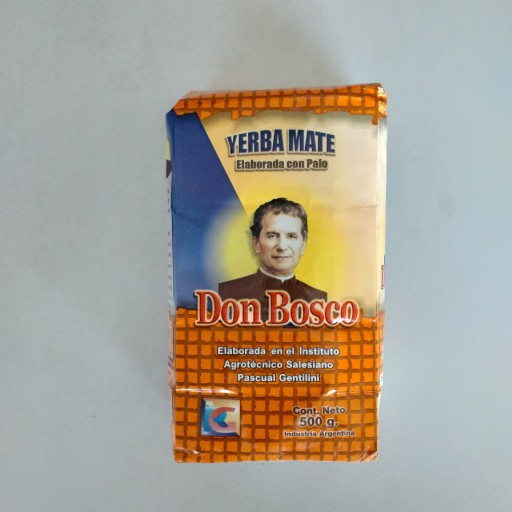 YERBA MATE
Elaborada con Palo
Don Bosco
Elaborada en el Instituto
Agrotécnico Salesiano
Pascual Gentilini
Cont. Neto.
500 g.
Industria Argentina